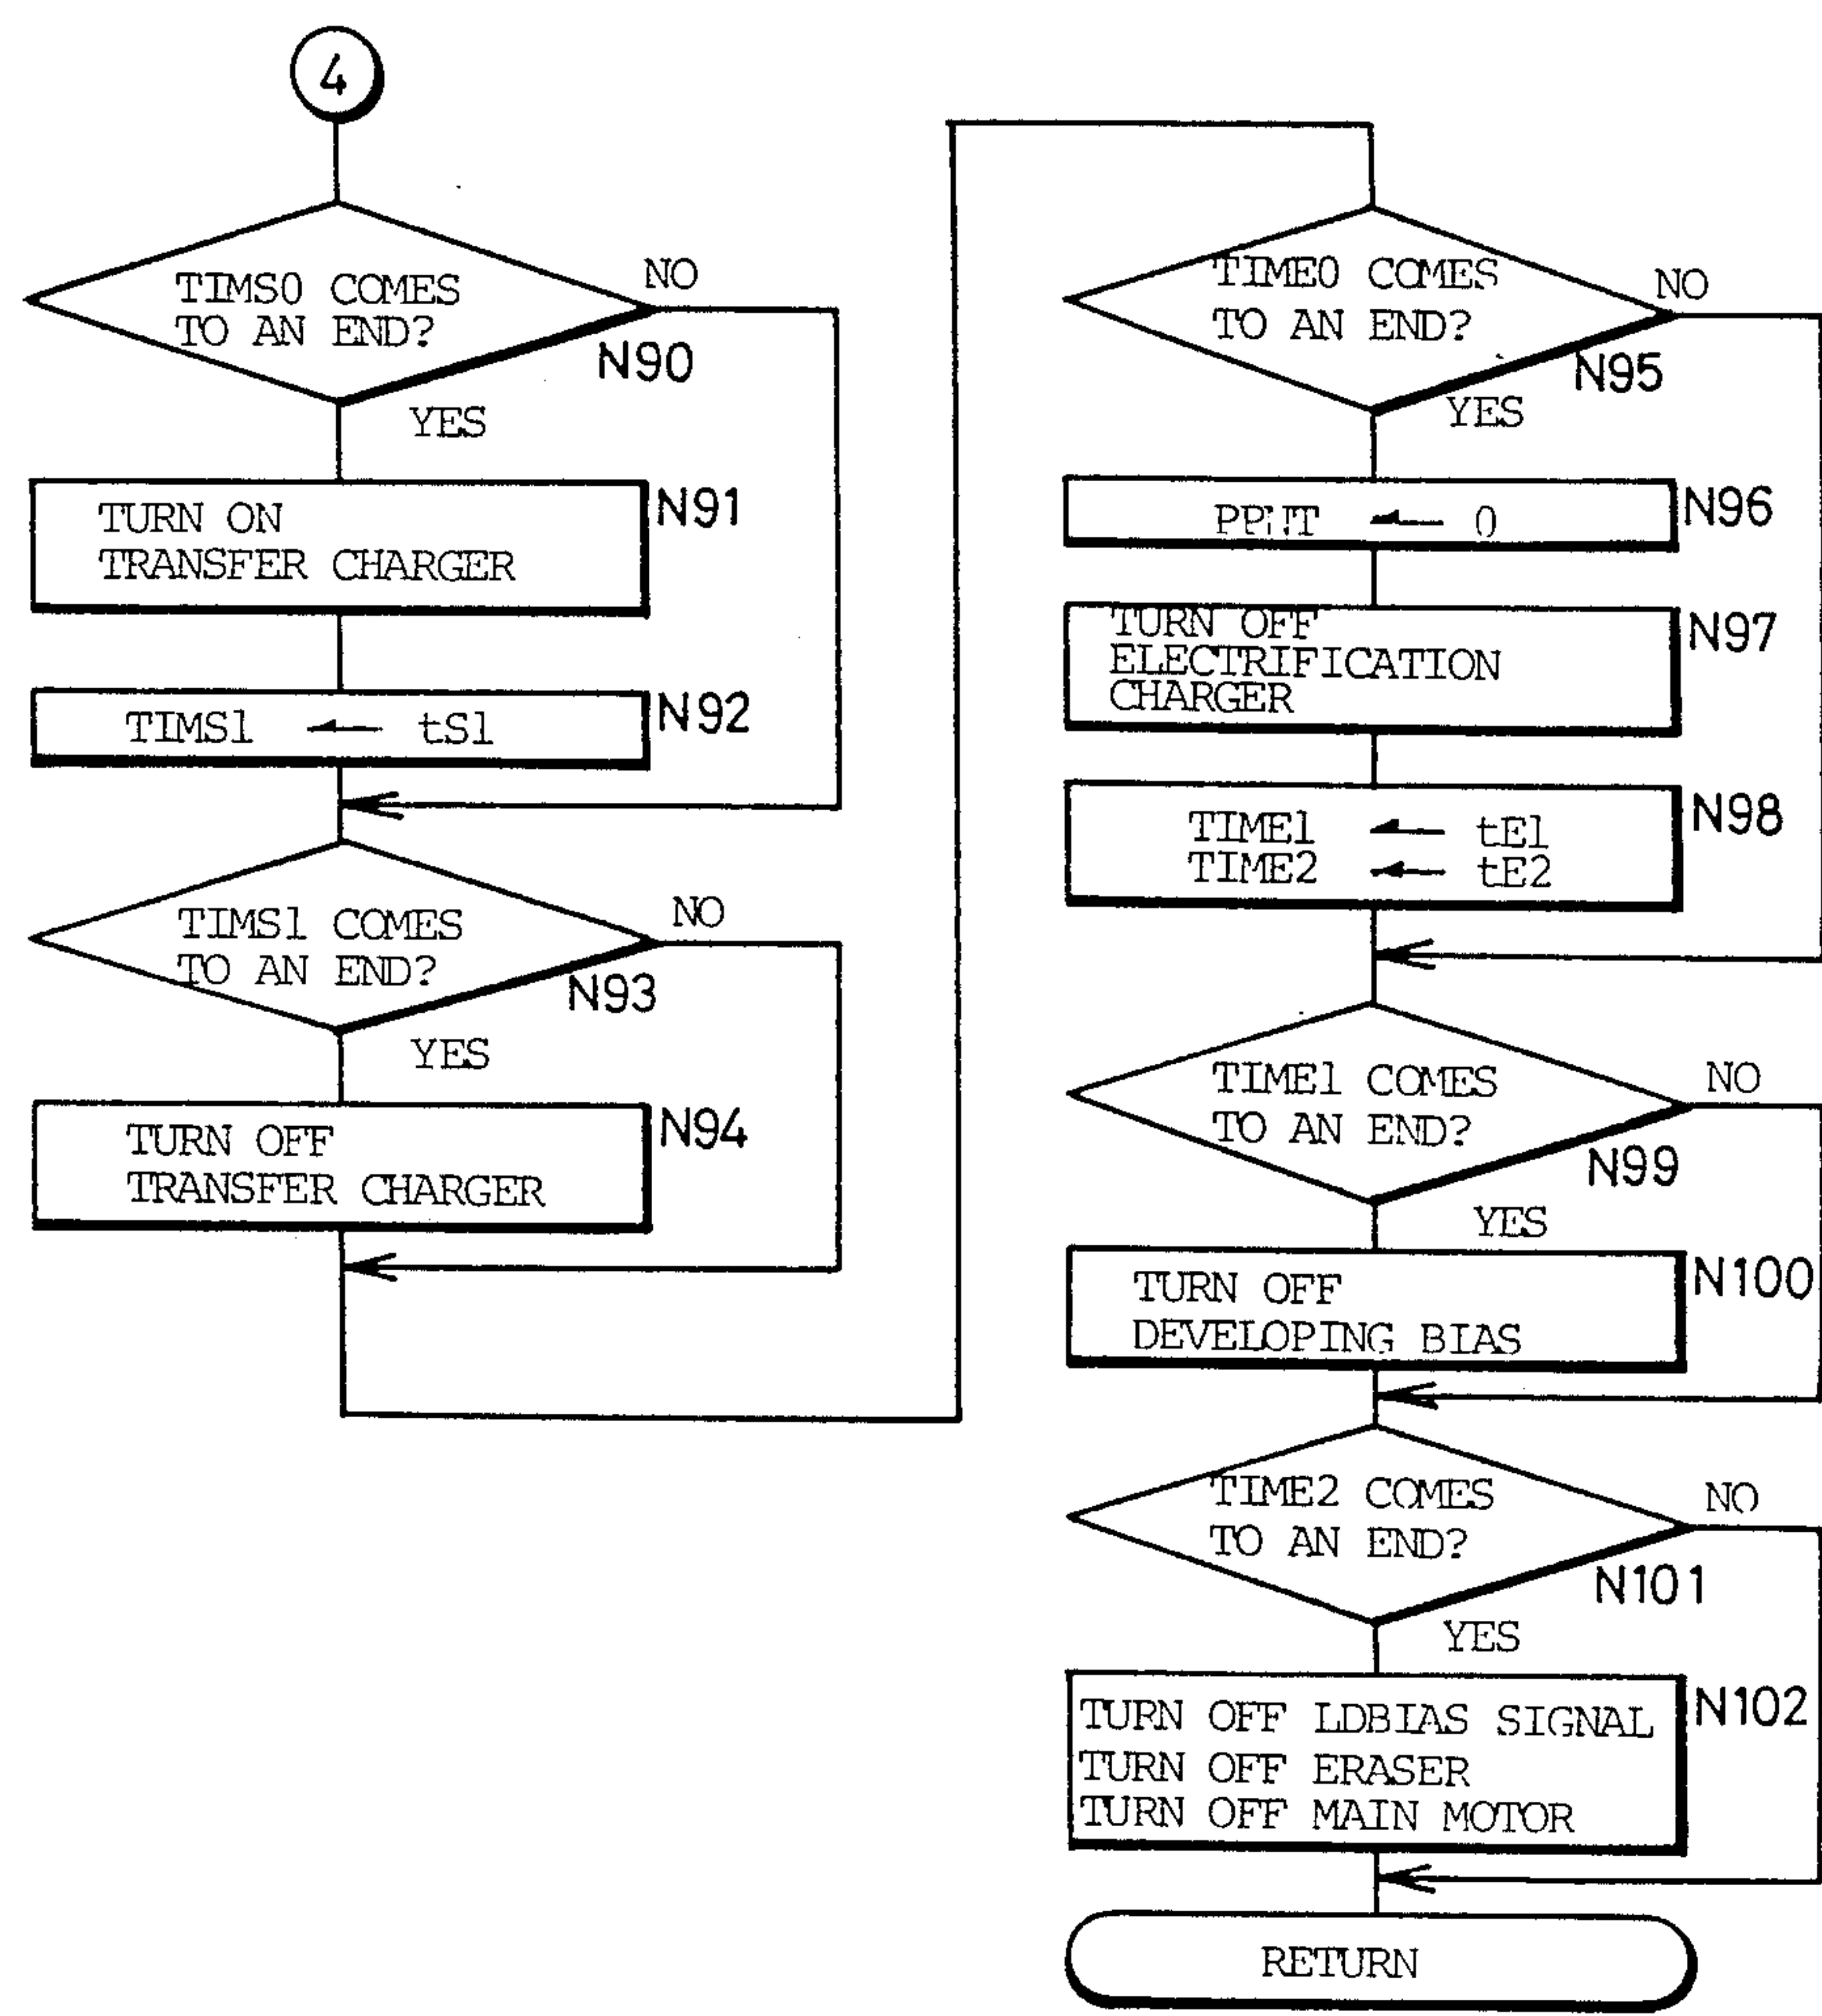 4
TIMS0 COMES
TO AN END?
NO
N90
YES
TURN ON
TRANSFER CHARGER
N91
TIMS1 ← tS1
N92
TIMS1 COMES
TO AN END?
NO
N93
YES
TURN OFF
TRANSFER CHARGER
N94
TIME0 COMES
TO AN END?
NO
N95
YES
← 0
N96
TURN OFF
ELECTRIFICATION
CHARGER
N97
TIME1 ← tE1
TIME2 ← tE2
N98
TIME1 COMES
TO AN END?
NO
N99
YES
TURN OFF
DEVELOPING BIAS
N100
TIME2 COMES
TO AN END?
NO
N101
YES
TURN OFF LDBIAS SIGNAL
TURN OFF ERASER
TURN OFF MAIN MOTOR
N102
RETURN